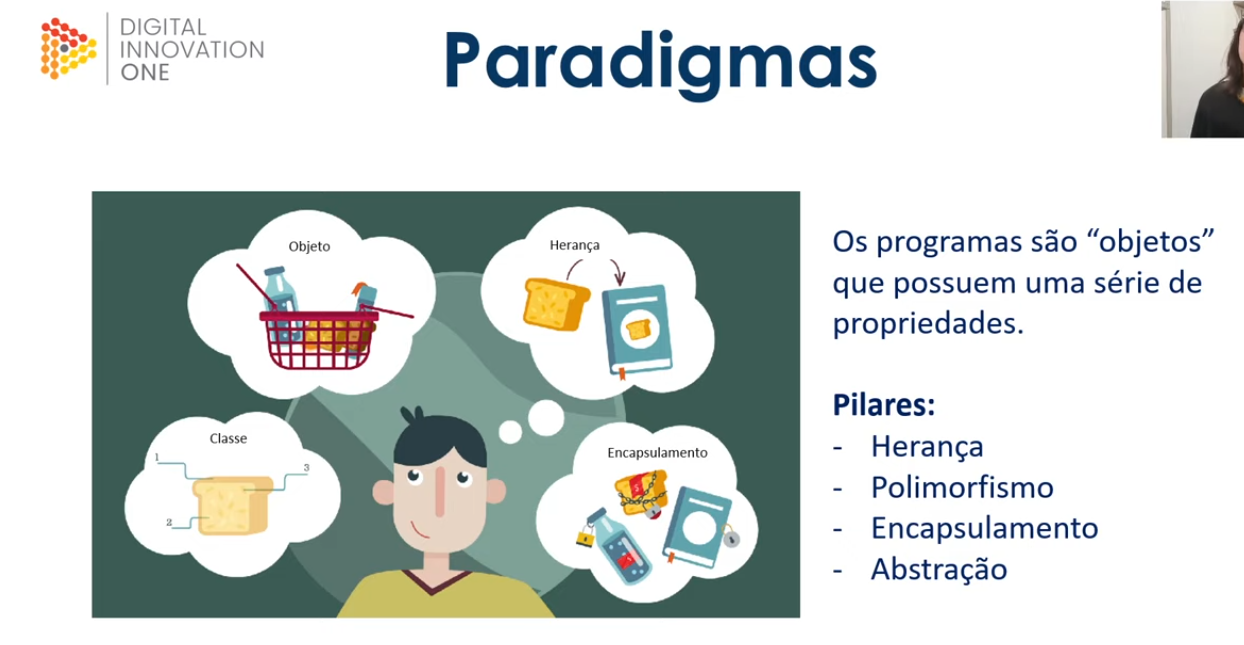 DIGITAL
INNOVATION
ONE
Paradigmas
Objeto
Herança
Classe
1
3
2
Encapsulamento
Os programas são “objetos”
que possuem uma série de
propriedades.
Pilares:
- Herança
- Polimorfismo
- Encapsulamento
- Abstração